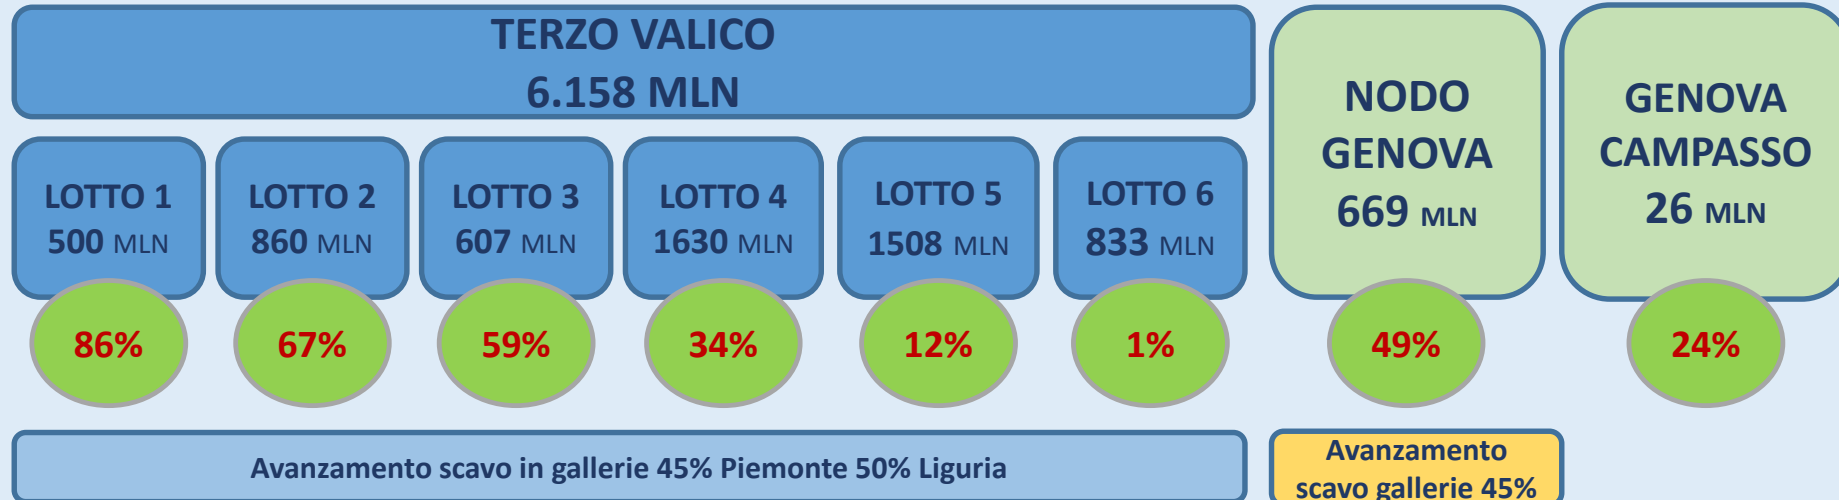 TERZO VALICO
6.158 MLN
LOTTO 1
500 MLN
86%
LOTTO 2
860 MLN
67%
LOTTO 3
607 MLN
59%
LOTTO 4
1630 MLN
34%
LOTTO 5
1508 MLN
12%
LOTTO 6
833 MLN
1%
Avanzamento scavo in gallerie 45% Piemonte 50% Liguria
NODO
GENOVA
669 MLN
49%
Avanzamento
scavo gallerie 45%
GENOVA
CAMPASSO
26 MLN
24%